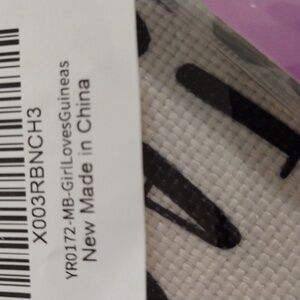 X003RBNCH3
YR0172-MB-GirlLovesGuineas
New Made in China